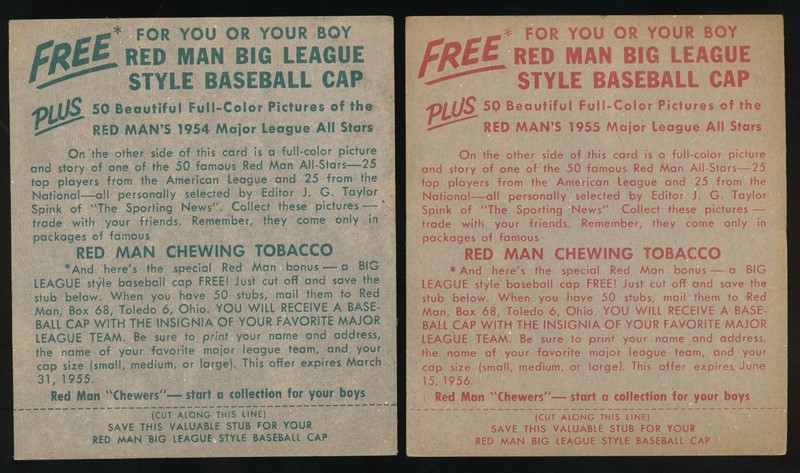 FREE* FOR YOU OR YOUR BOY
RED MAN BIG LEAGUE
STYLE BASEBALL CAP
PLUS 50 Beautiful Full-Color Pictures of the
RED MAN'S 1954 Major League All Stars
On the other side of this card is a full-color picture
and story of one of the 50 famous Red Man All-Stars—25
top players from the American League and 25 from the
National—all personally selected by Editor J. G. Taylor
Spink of "The Sporting News". Collect these pictures—
trade with your friends. Remember, they come only in
packages of famous
RED MAN CHEWING TOBACCO
*And here's the special Red Man bonus—a BIG
LEAGUE style baseball cap FREE! Just cut off and save the
stub below. When you have 50 stubs, mail them to Red
Man, Box 68, Toledo 6, Ohio. YOU WILL RECEIVE A BASE-
BALL CAP WITH THE INSIGNIA OF YOUR FAVORITE MAJOR
LEAGUE TEAM. Be sure to print your name and address,
the name of your favorite major league team, and your
cap size (small, medium, or large). This offer expires March
31, 1955.
Red Man "Chewers"—start a collection for your boys
(CUT ALONG THIS LINE)
SAVE THIS VALUABLE STUB FOR YOUR
RED MAN BIG LEAGUE STYLE BASEBALL CAP
FREE* FOR YOU OR YOUR BOY
RED MAN BIG LEAGUE
STYLE BASEBALL CAP
PLUS 50 Beautiful Full-Color Pictures of the
RED MAN'S 1955 Major League All Stars
On the other side of this card is a full-color picture
and story of one of the 50 famous Red Man All-Stars—25
top players from the American League and 25 from the
National—all personally selected by Editor J. G. Taylor
Spink of "The Sporting News" Collect these pictures—
trade with your friends. Remember, they come only in
packages of famous
RED MAN CHEWING TOBACCO
*And here's the special Red Man bonus—a BIG
LEAGUE style baseball cap FREE! Just cut off and save the
stub below. When you have 50 stubs, mail them to Red
Man, Box 68, Toledo 6, Ohio. YOU WILL RECEIVE A BASE-
BALL CAP WITH THE INSIGNIA OF YOUR FAVORITE MAJOR
LEAGUE TEAM. Be sure to print your name and address,
the name of your favorite major league team, and your
cap size (small, medium, or large). This offer expires June
15, 1956.
Red Man "Chewers"—start a collection for your boys
(CUT ALONG THIS LINE)
SAVE THIS VALUABLE STUB FOR YOUR
RED MAN BIG LEAGUE STYLE BASEBALL CAP